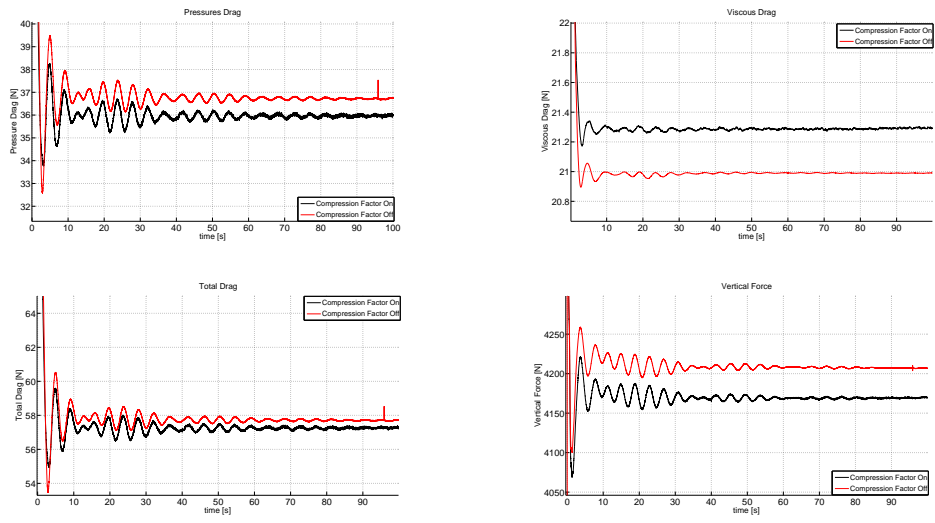 Pressures Drag
40
39
38
37
36
35
34
33
32
Pressure Drag [N]
0 10 20 30 40 50 60 70 80 90 100
time [s]
Compression Factor On
Compression Factor Off
Viscous Drag
22
21.8
21.6
21.4
21.2
21
20.8
Viscous Drag [N]
10 20 30 40 50 60 70 80 90
time [s]
Compression Factor On
Compression Factor Off
Total Drag
64
62
60
58
56
54
Total Drag [N]
0 10 20 30 40 50 60 70 80 90
time [s]
Compression Factor On
Compression Factor Off
Vertical Force
4250
4200
4150
4100
4050
Vertical Force [N]
0 10 20 30 40 50 60 70 80 90
time [s]
Compression Factor On
Compression Factor Off